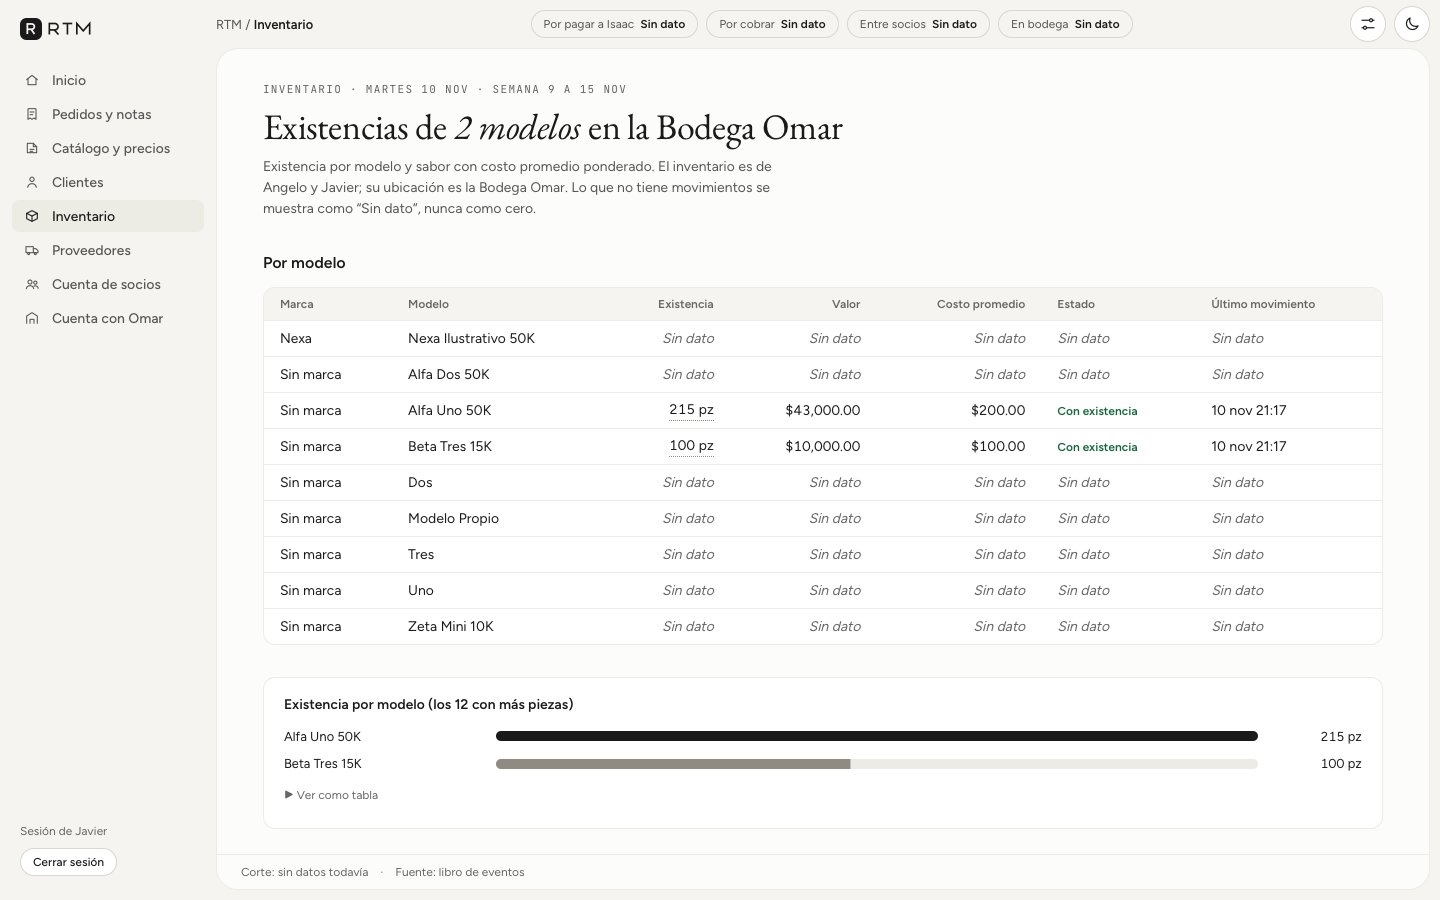 R RTM
RTM / Inventario
Por pagar a Isaac Sin dato
Por cobrar Sin dato
Entre socios Sin dato
En bodega Sin dato
Inicio
Pedidos y notas
Catálogo y precios
Clientes
Inventario
Proveedores
Cuenta de socios
Cuenta con Omar
Sesión de Javier
Cerrar sesión
INVENTARIO · MARTES 10 NOV · SEMANA 9 A 15 NOV
Existencias de 2 modelos en la Bodega Omar
Existencia por modelo y sabor con costo promedio ponderado. El inventario es de
Angelo y Javier; su ubicación es la Bodega Omar. Lo que no tiene movimientos se
muestra como “Sin dato”, nunca como cero.
Por modelo
Marca Modelo Existencia Valor Costo promedio Estado Último movimiento
Nexa Nexa Ilustrativo 50K Sin dato Sin dato Sin dato Sin dato Sin dato
Sin marca Alfa Dos 50K Sin dato Sin dato Sin dato Sin dato Sin dato
Sin marca Alfa Uno 50K 215 pz $43,000.00 $200.00 Con existencia 10 nov 21:17
Sin marca Beta Tres 15K 100 pz $10,000.00 $100.00 Con existencia 10 nov 21:17
Sin marca Dos Sin dato Sin dato Sin dato Sin dato Sin dato
Sin marca Modelo Propio Sin dato Sin dato Sin dato Sin dato Sin dato
Sin marca Tres Sin dato Sin dato Sin dato Sin dato Sin dato
Sin marca Uno Sin dato Sin dato Sin dato Sin dato Sin dato
Sin marca Zeta Mini 10K Sin dato Sin dato Sin dato Sin dato Sin dato
Existencia por modelo (los 12 con más piezas)
Alfa Uno 50K 215 pz
Beta Tres 15K 100 pz
Ver como tabla
Corte: sin datos todavía · Fuente: libro de eventos